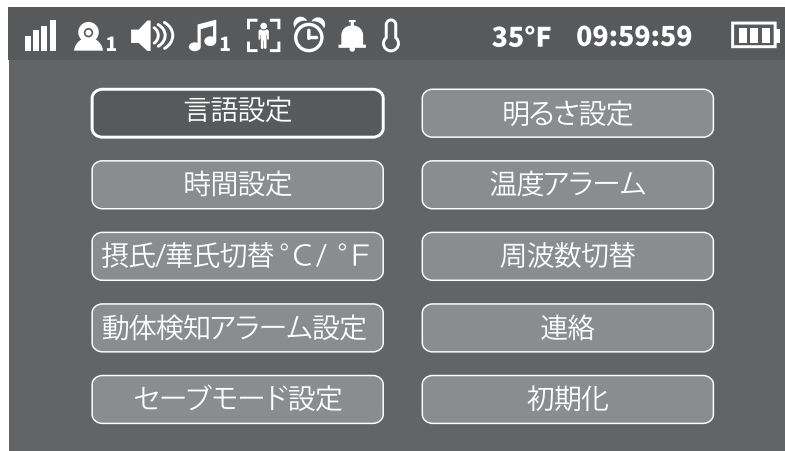 1 1 35°F 09:59:59
言語設定 明るさ設定
時間設定 温度アラーム
摂氏/華氏切替°C/°F 周波数切替
動体検知アラーム設定 連絡
セーブモード設定 初期化